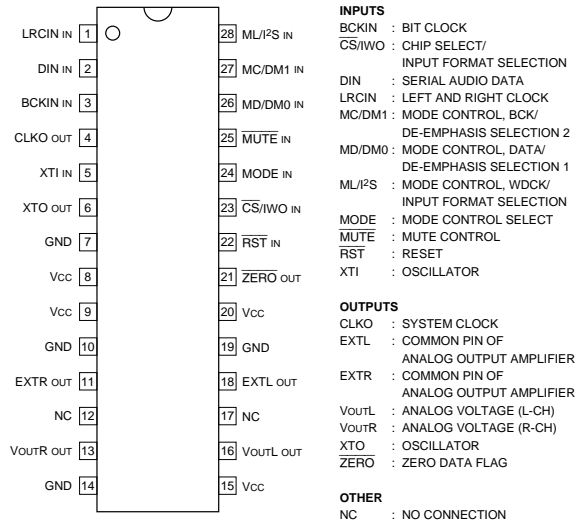 LRCIN IN 1
DIN IN 2
BCKIN IN 3
CLKO OUT 4
XTI IN 5
XTO OUT 6
GND 7
VCC 8
VCC 9
GND 10
EXTR OUT 11
NC 12
VOUTR OUT 13
GND 14
28 ML/I²S IN
27 MC/DM1 IN
26 MD/DM0 IN
25 MUTE IN
24 MODE IN
23 CS/IWO IN
22 RST IN
21 ZERO OUT
20 VCC
19 GND
18 EXTL OUT
17 NC
16 VOUTL OUT
15 VCC
INPUTS
BCKIN : BIT CLOCK
CS/IWO : CHIP SELECT/
INPUT FORMAT SELECTION
DIN : SERIAL AUDIO DATA
LRCIN : LEFT AND RIGHT CLOCK
MC/DM1 : MODE CONTROL, BCK/
DE-EMPHASIS SELECTION 2
MD/DM0 : MODE CONTROL, DATA/
DE-EMPHASIS SELECTION 1
ML/I²S : MODE CONTROL, WDCK/
INPUT FORMAT SELECTION
MODE : MODE CONTROL SELECT
MUTE : MUTE CONTROL
RST : RESET
XTI : OSCILLATOR
OUTPUTS
CLKO : SYSTEM CLOCK
EXTL : COMMON PIN OF
ANALOG OUTPUT AMPLIFIER
EXTR : COMMON PIN OF
ANALOG OUTPUT AMPLIFIER
VOUTL : ANALOG VOLTAGE (L-CH)
VOUTR : ANALOG VOLTAGE (R-CH)
XTO : OSCILLATOR
ZERO : ZERO DATA FLAG
OTHER
NC : NO CONNECTION